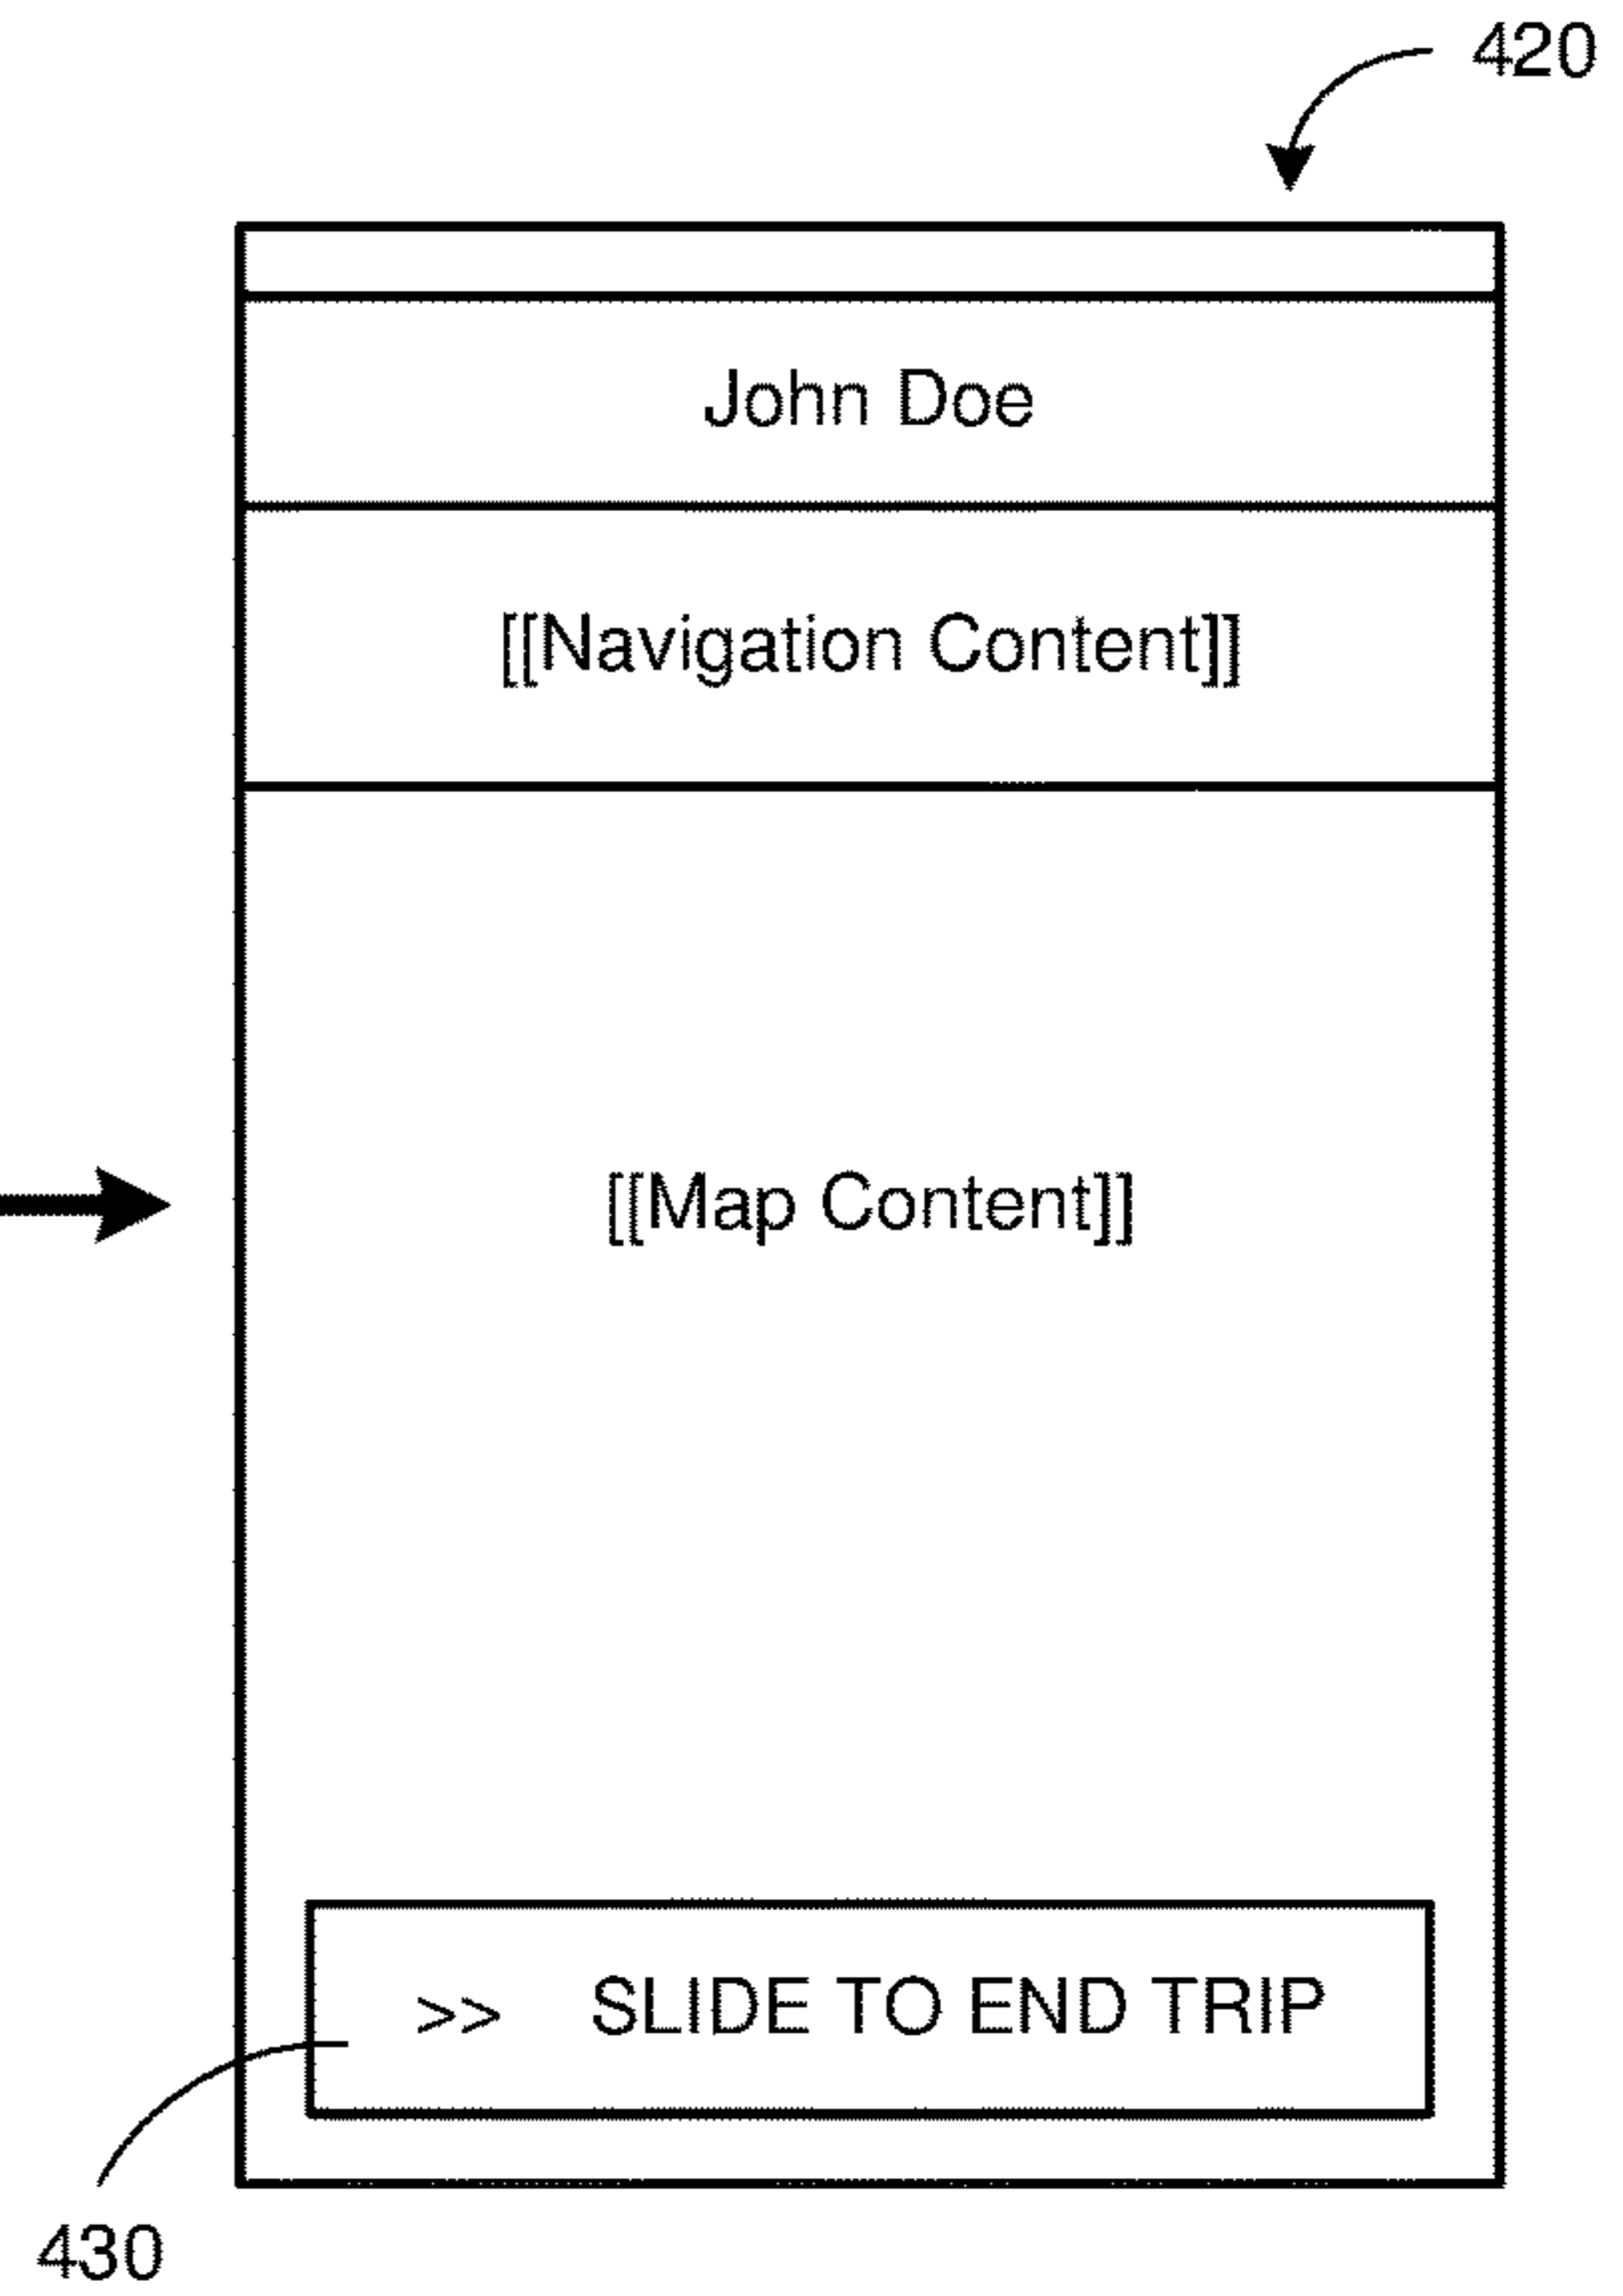 420
John Doe
[[Navigation Content]]
[[Map Content]]
>> SLIDE TO END TRIP
430